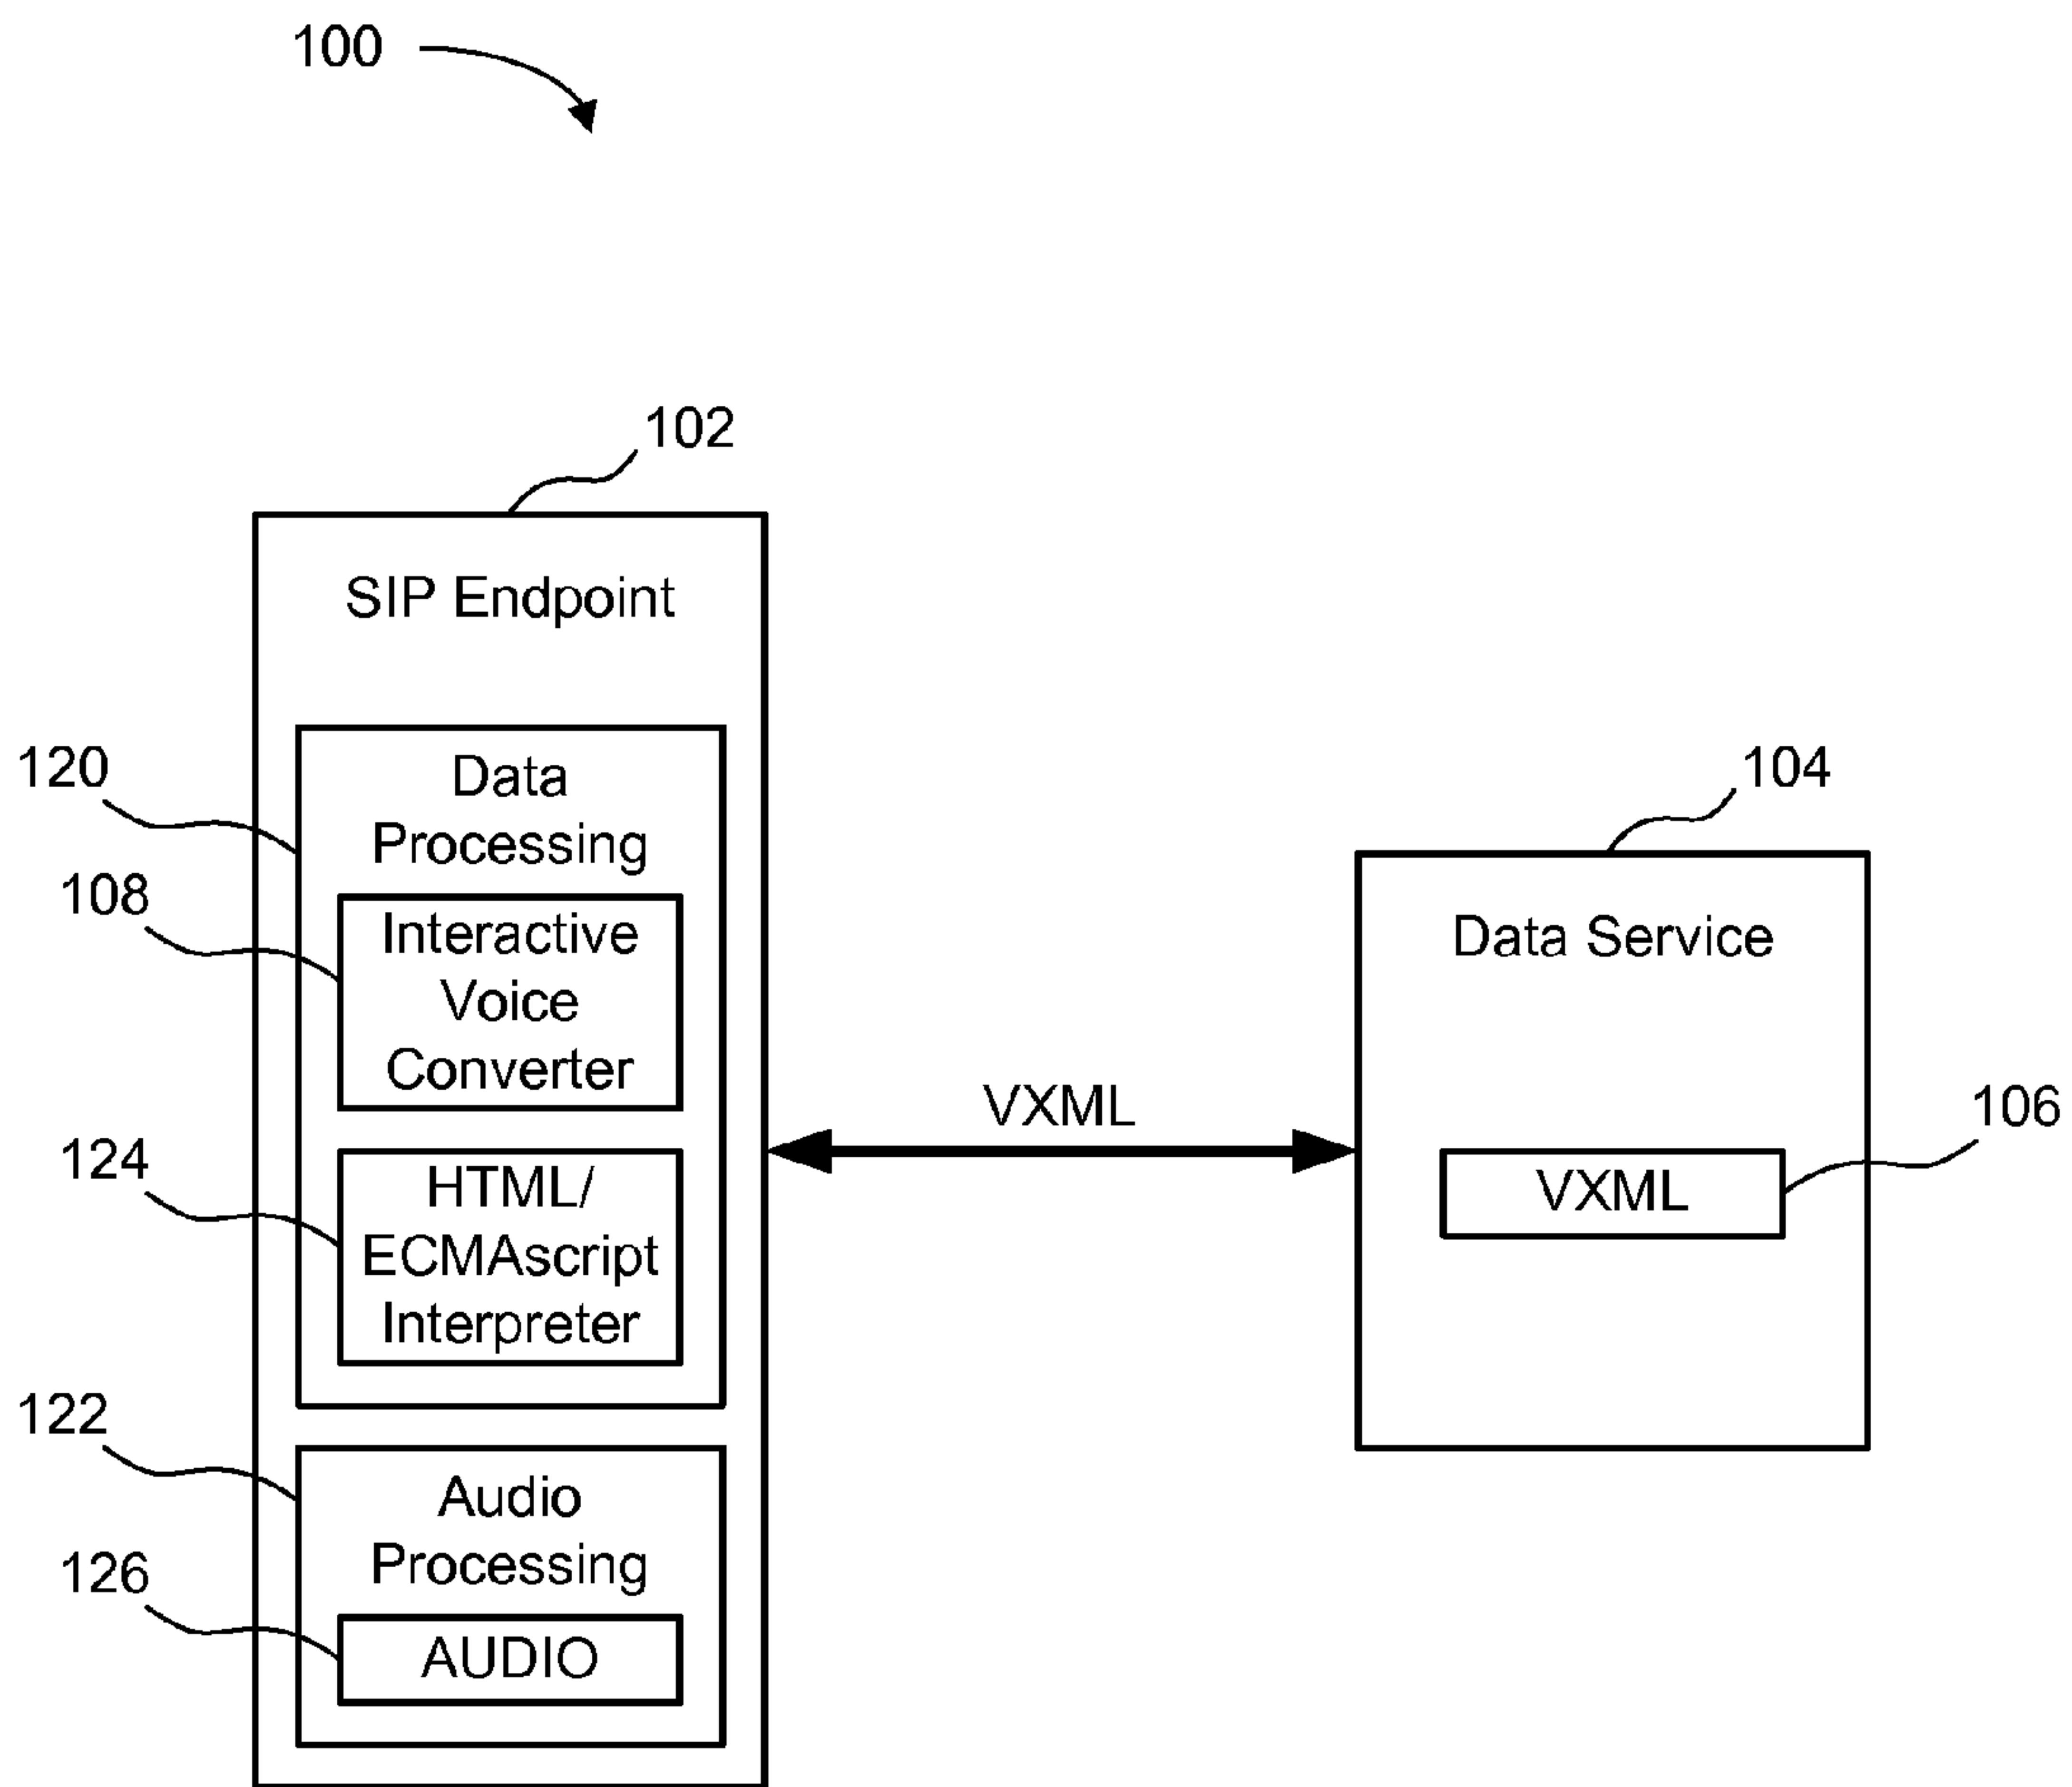 100
102
SIP Endpoint
120
Data
Processing
108
Interactive
Voice
Converter
124
HTML/
ECMAscript
Interpreter
122
Audio
Processing
126
AUDIO
VXML
104
Data Service
106
VXML